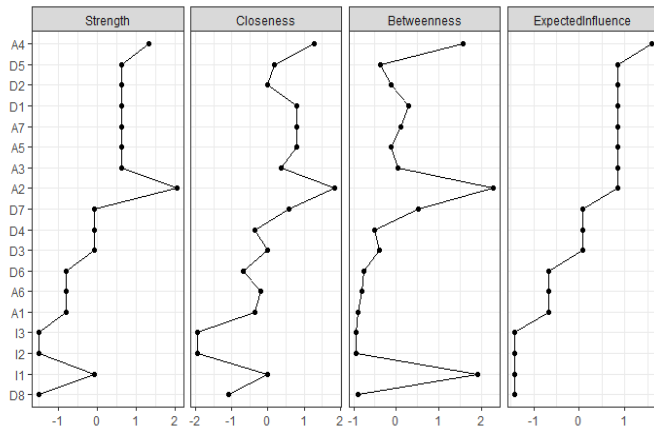 Strength Closeness Betweenness ExpectedInfluence
A4
D5
D2
D1
A7
A5
A3
A2
D7
D4
D3
D6
A6
A1
I3
I2
I1
D8
-1 0 1 2 -2 -1 0 1 2 -1 0 1 2 -1 0 1